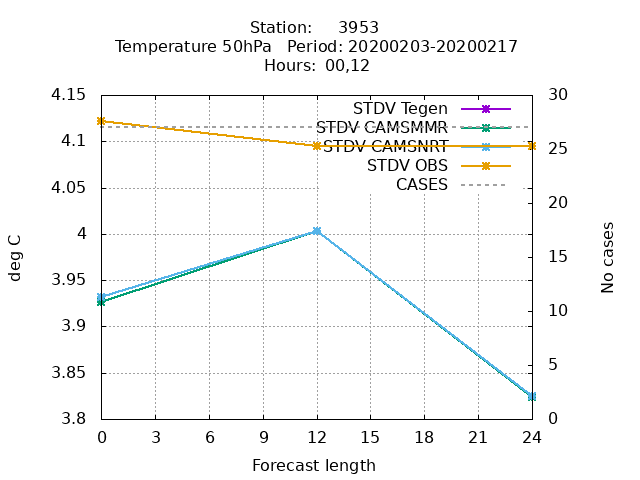 Station: 3953
Temperature 50hPa Period: 20200203-20200217
Hours: 00,12
4.15
4.1
4.05
4
3.95
3.9
3.85
3.8
deg C
30
25
20
15
10
5
0
No cases
STDV Tegen
STDV CAMSMMR
STDV CAMSNRT
STDV OBS
CASES
0 3 6 9 12 15 18 21 24
Forecast length